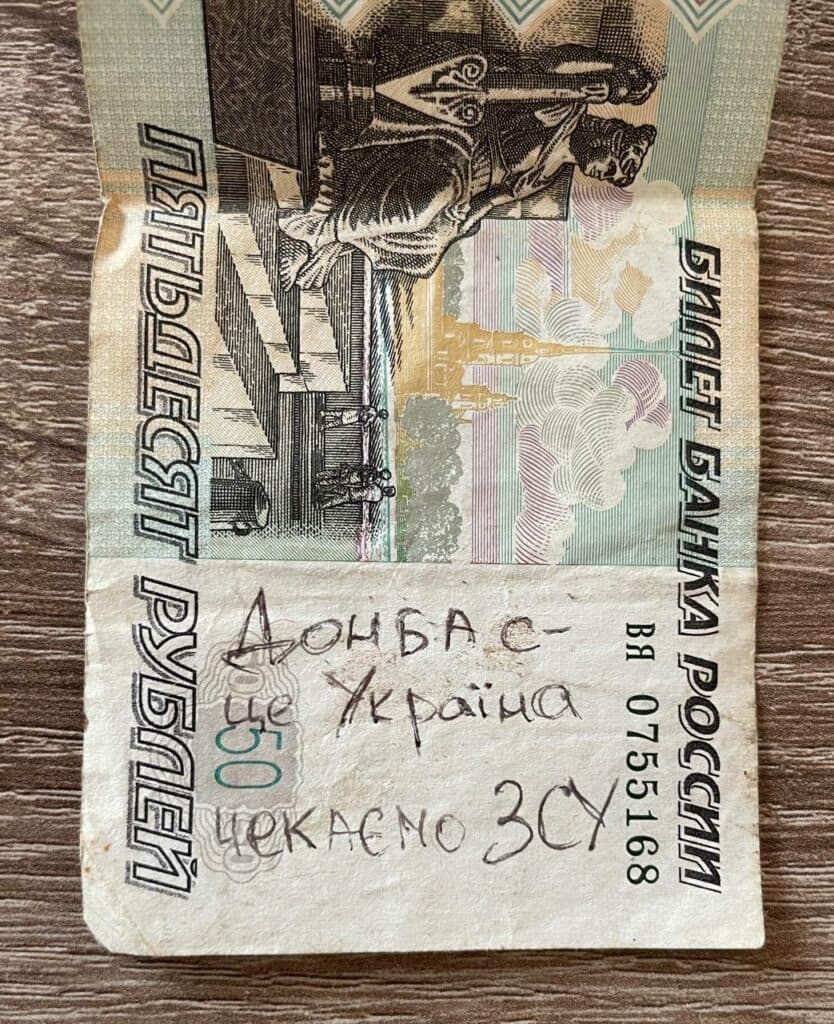 БИЛЕТ БАНКА РОССИИ
ВЯ 0755168
ПЯТЬДЕСЯТ РУБЛЕЙ
50
ДОНБАС-
це Україна
чекаємо ЗСУ